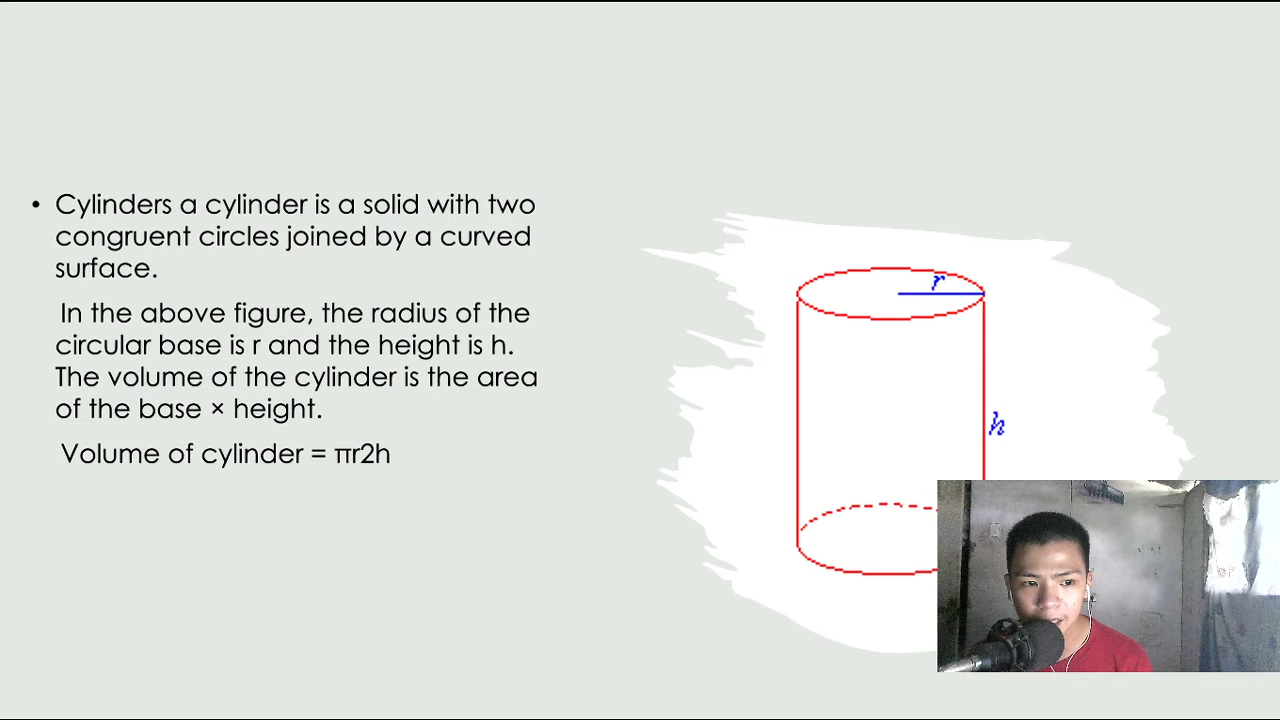 • Cylinders a cylinder is a solid with two
congruent circles joined by a curved
surface.
In the above figure, the radius of the
circular base is r and the height is h.
The volume of the cylinder is the area
of the base × height.
Volume of cylinder = πr2h
r
h